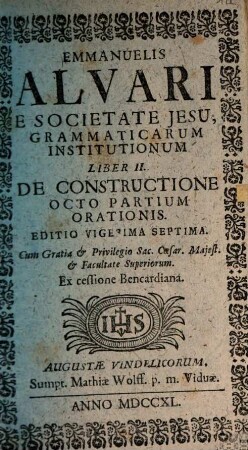 EMMANUELIS
ALVARI
E SOCIETATE JESU,
GRAMMATICARUM
INSTITUTIONUM
LIBER II.
DE CONSTRUCTIONE
OCTO PARTIUM
ORATIONIS.
EDITIO VIGESIMA SEPTIMA.
Cum Gratia & Privilegio Sac. Cæsar. Majest.
& Facultate Superiorum.
Ex cessione Bencardiana.
IHS
AUGUSTÆ VINDELICORUM,
Sumpt. Mathiæ Wolff. p. m. Viduæ.
ANNO MDCCXL.